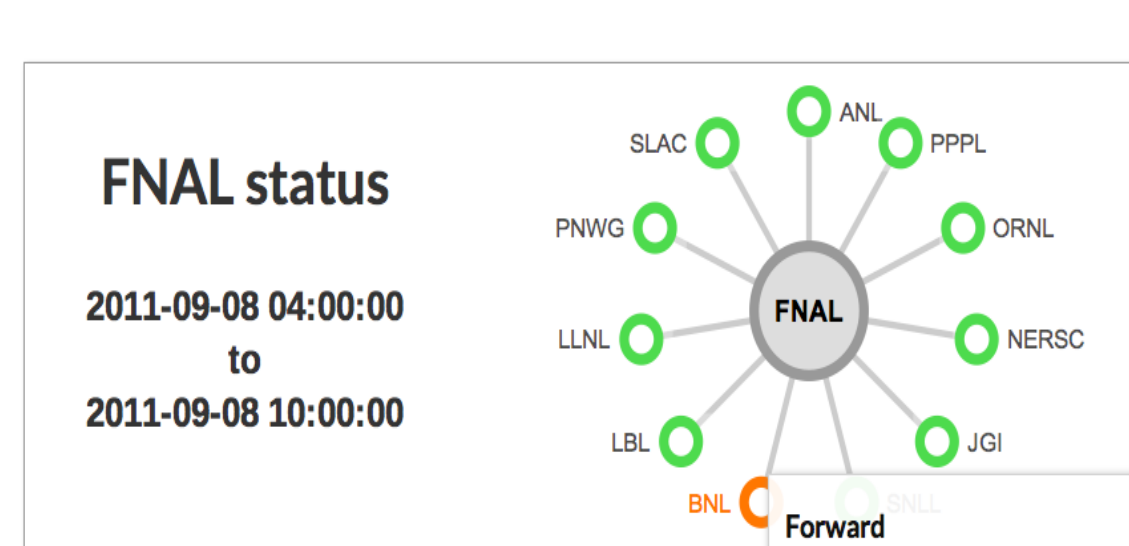 FNAL status
2011-09-08 04:00:00
to
2011-09-08 10:00:00
ANL
SLAC
PPPL
PNWG
ORNL
FNAL
LLNL
NERSC
LBL
JGI
BNL
SNLL
Forward